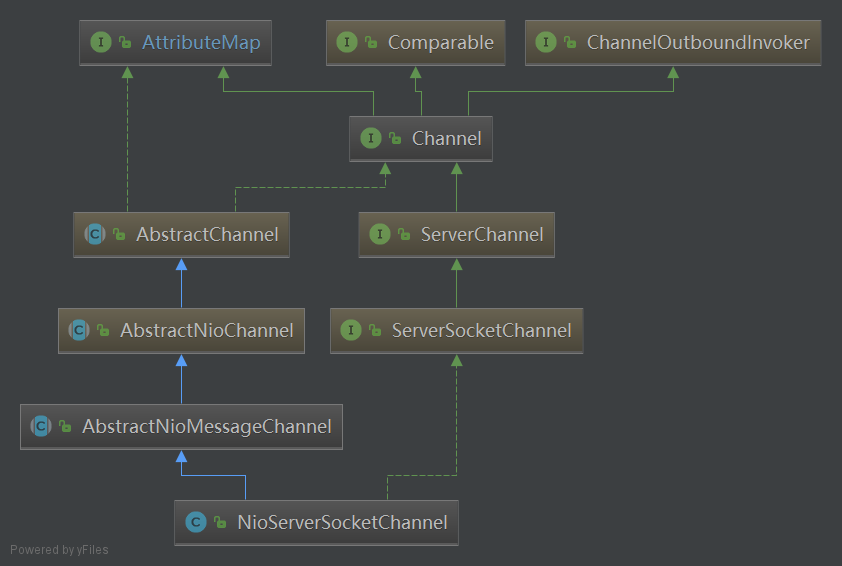 AttributeMap
Comparable
ChannelOutboundInvoker
Channel
AbstractChannel
ServerChannel
AbstractNioChannel
ServerSocketChannel
AbstractNioMessageChannel
NioServerSocketChannel
Powered by yFiles